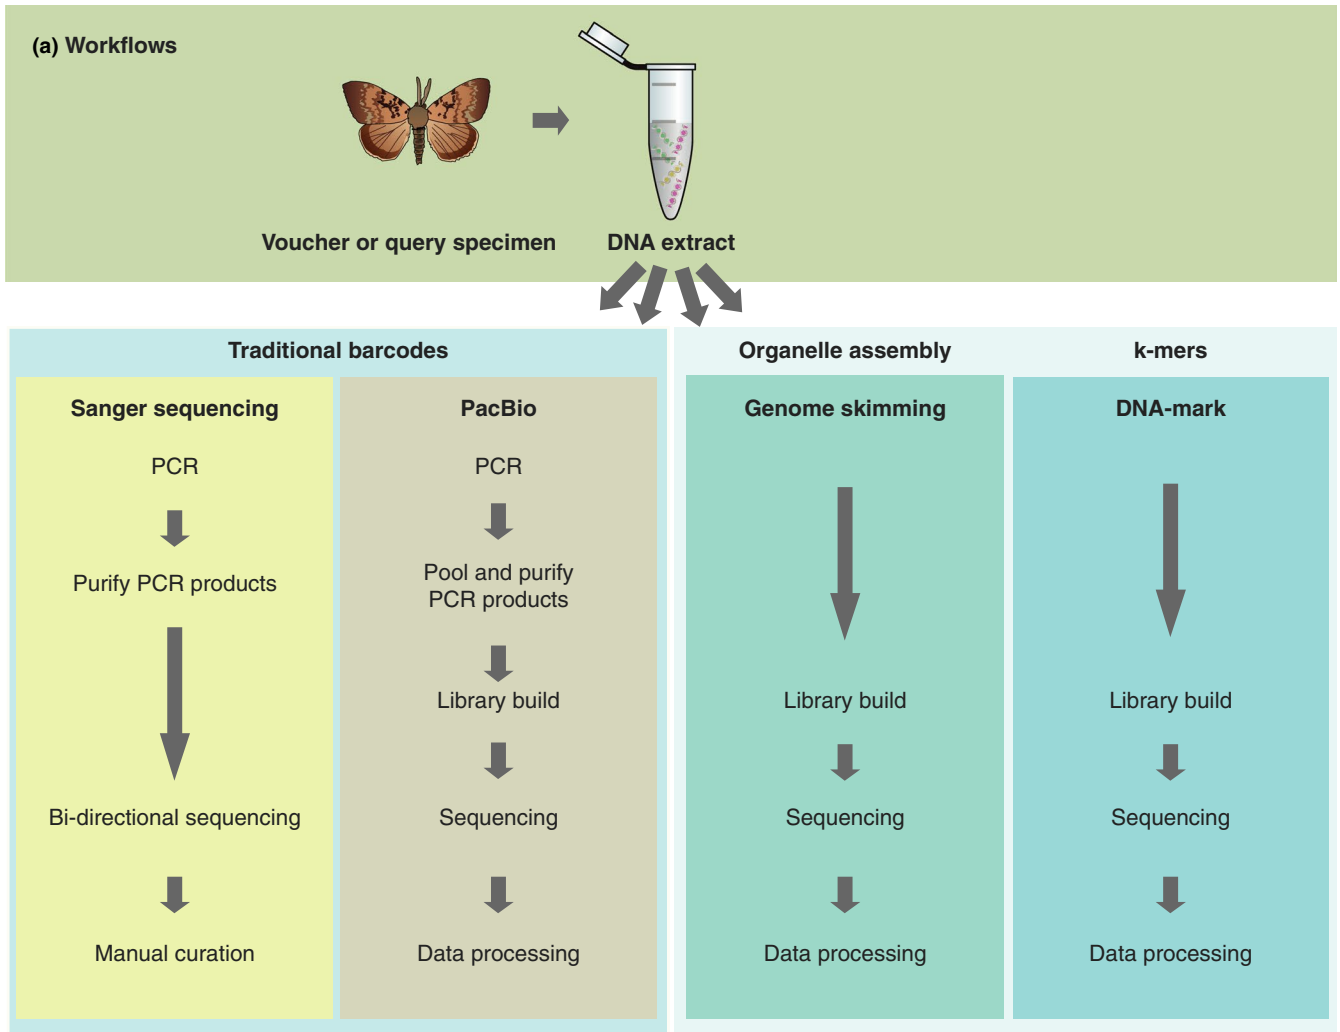 (a) Workflows
Voucher or query specimen
DNA extract
Traditional barcodes
Organelle assembly
k-mers
Sanger sequencing
PCR
Purify PCR products
Bi-directional sequencing
Manual curation
PacBio
PCR
Pool and purify
PCR products
Library build
Sequencing
Data processing
Genome skimming
Library build
Sequencing
Data processing
DNA-mark
Library build
Sequencing
Data processing